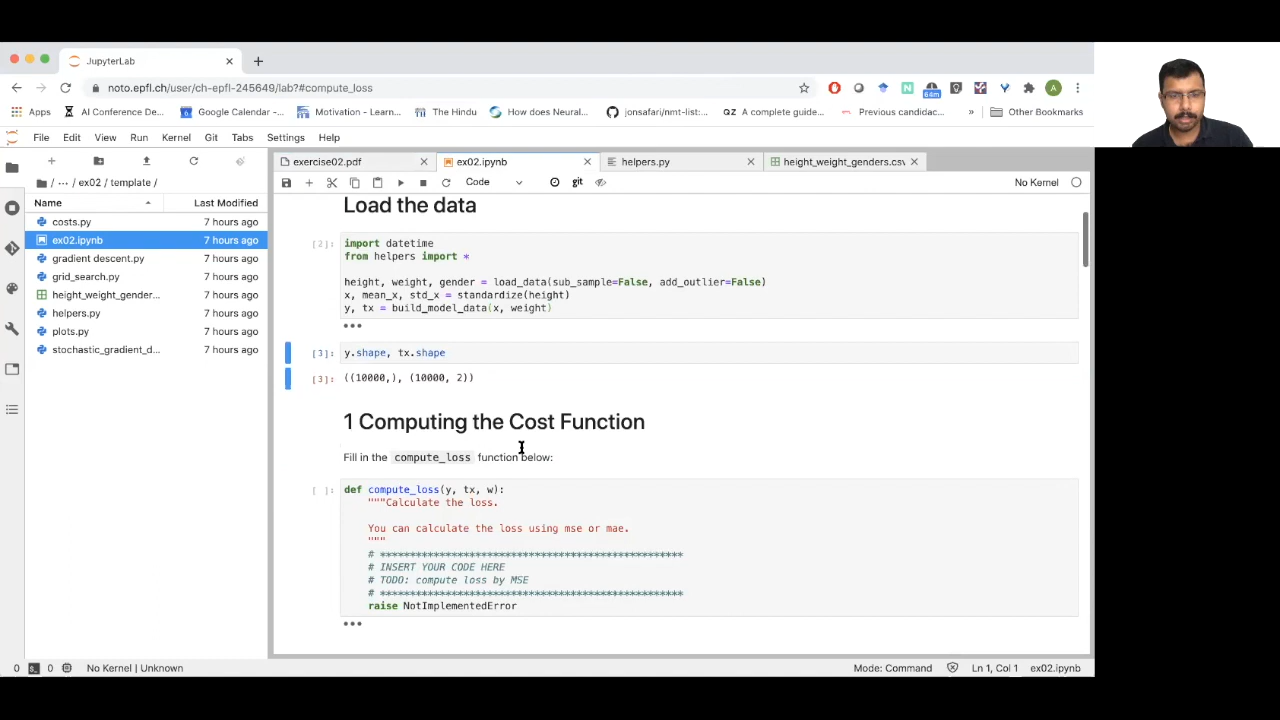 JupyterLab
noto.epfl.ch/user/ch-epfl-245649/lab?#compute_loss
64m
A
Apps
AI Conference De...
Google Calendar -...
Motivation - Learn...
The Hindu
How does Neural...
jonsafari/nmt-list:...
QZ A complete guide...
Previous candidac...
»
Other Bookmarks
File Edit View Run Kernel Git Tabs Settings Help
exercise02.pdf
ex02.ipynb
helpers.py
height_weight_genders.csv
/ ... / ex02 / template /
Code
git
No Kernel
Name
Last Modified
costs.py 7 hours ago
ex02.ipynb 7 hours ago
gradient descent.py 7 hours ago
grid_search.py 7 hours ago
height_weight_gender... 7 hours ago
helpers.py 7 hours ago
plots.py 7 hours ago
stochastic_gradient_d... 7 hours ago
Load the data
[2]: import datetime
from helpers import *
height, weight, gender = load_data(sub_sample=False, add_outlier=False)
x, mean_x, std_x = standardize(height)
y, tx = build_model_data(x, weight)
[3]: y.shape, tx.shape
[3]: ((10000,), (10000, 2))
1 Computing the Cost Function
Fill in the compute_loss function below:
[ ]: def compute_loss(y, tx, w):
"""Calculate the loss.
You can calculate the loss using mse or mae.
"""
# ***************************************************
# INSERT YOUR CODE HERE
# TODO: compute loss by MSE
# ***************************************************
raise NotImplementedError
0
0
No Kernel | Unknown
Mode: Command
Ln 1, Col 1
ex02.ipynb